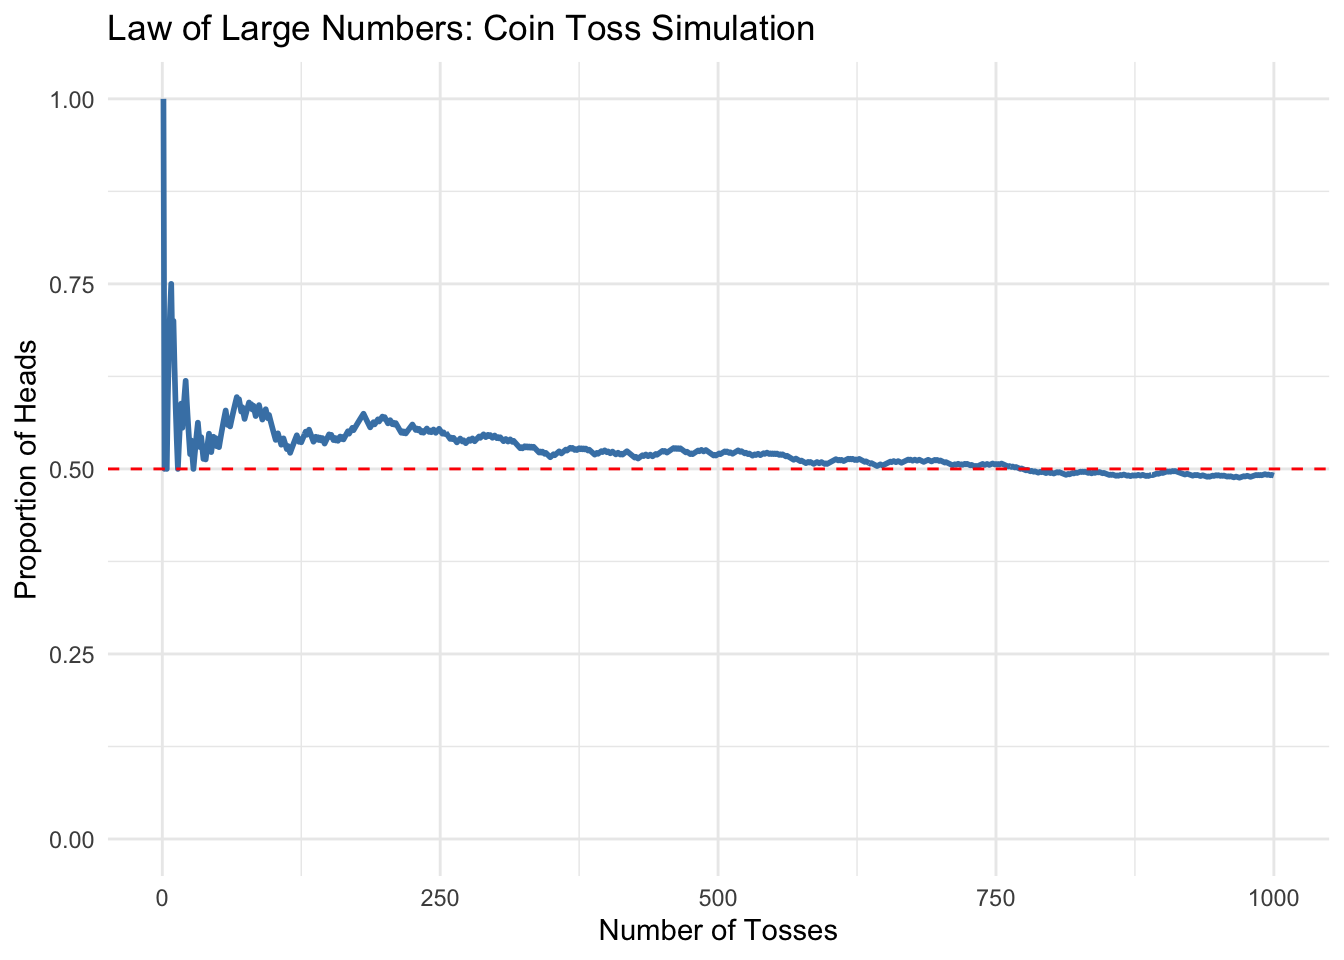 Law of Large Numbers: Coin Toss Simulation
Proportion of Heads
1.00
0.75
0.50
0.25
0.00
0 250 500 750 1000
Number of Tosses